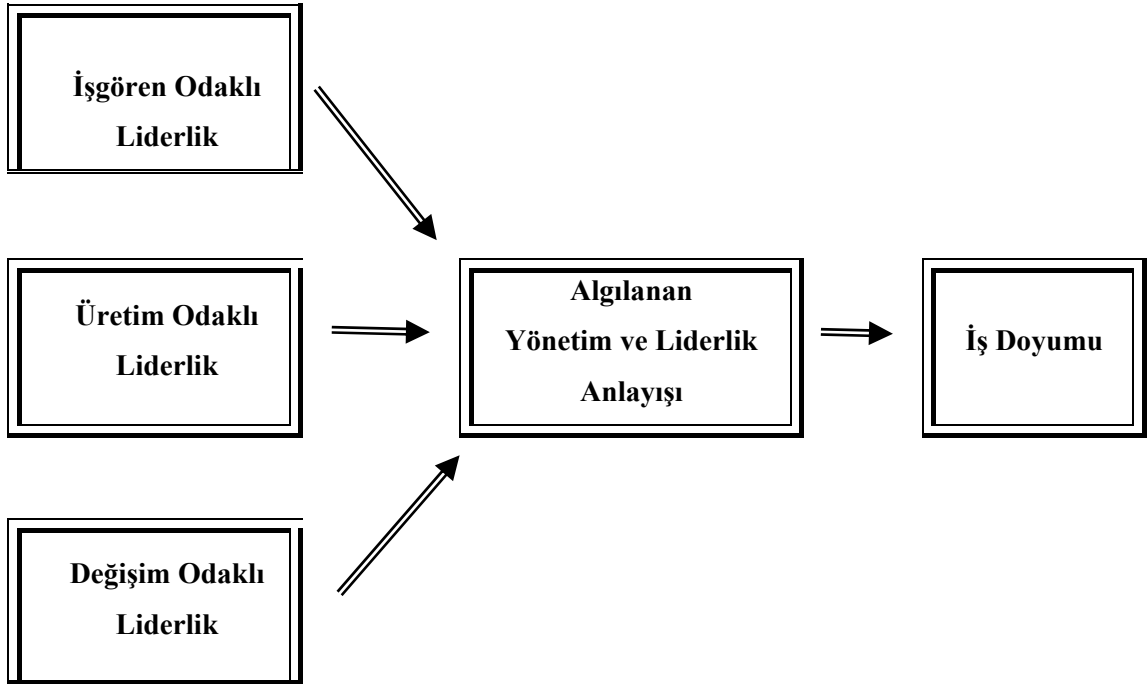 İşgören Odaklı
Liderlik
Üretim Odaklı
Liderlik
Değişim Odaklı
Liderlik
Algılanan
Yönetim ve Liderlik
Anlayışı
İş Doyumu